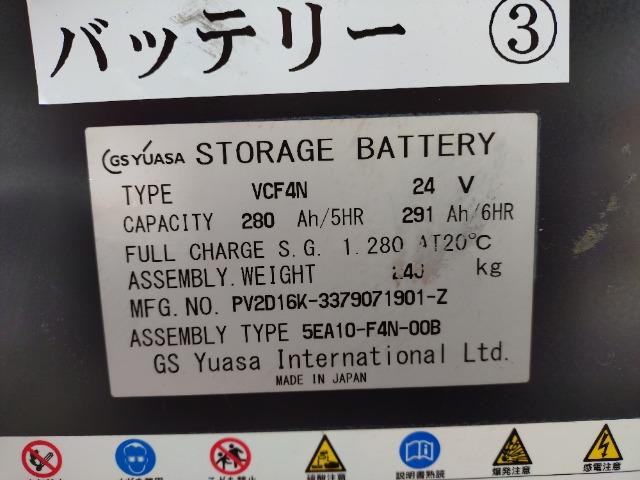 バッテリー ③
GS YUASA STORAGE BATTERY
TYPE VCF4N 24 V
CAPACITY 280 Ah/5HR 291 Ah/6HR
FULL CHARGE S.G. 1.280 AT20℃
ASSEMBLY.WEIGHT kg
MFG.NO. PV2D16K-3379071901-Z
ASSEMBLY TYPE 5EA10-F4N-00B
GS Yuasa International Ltd.
MADE IN JAPAN
説明書熟読 爆発注意 感電注意